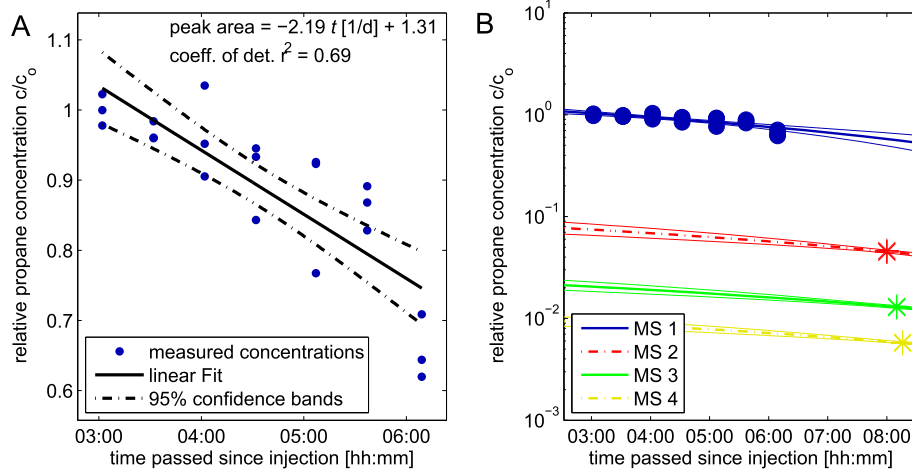 A
peak area = −2.19 t [1/d] + 1.31
coeff. of det. r² = 0.69
relative propane concentration c/c₀
1.1
1
0.9
0.8
0.7
0.6
measured concentrations
linear Fit
95% confidence bands
03:00 04:00 05:00 06:00
time passed since injection [hh:mm]
B
relative propane concentration c/c₀
10¹
10⁰
10⁻¹
10⁻²
10⁻³
MS 1
MS 2
MS 3
MS 4
03:00 04:00 05:00 06:00 07:00 08:00
time passed since injection [hh:mm]